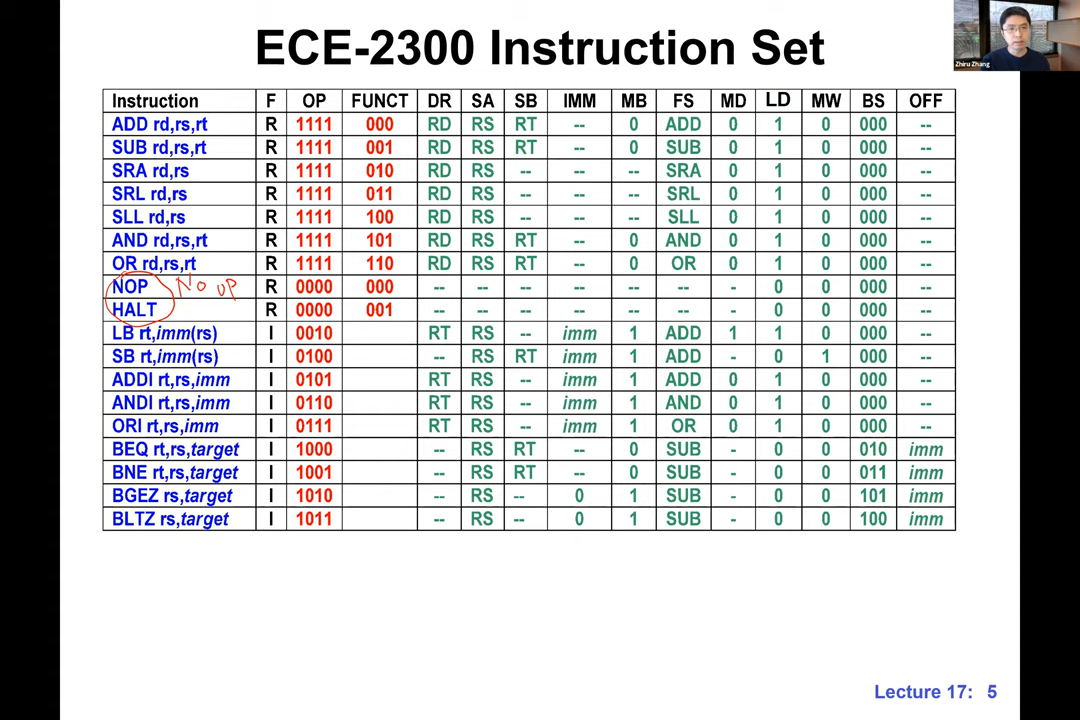 ECE-2300 Instruction Set
Zhiru Zhang
Instruction F OP FUNCT DR SA SB IMM MB FS MD LD MW BS OFF
ADD rd,rs,rt R 1111 000 RD RS RT -- 0 ADD 0 1 0 000 --
SUB rd,rs,rt R 1111 001 RD RS RT -- 0 SUB 0 1 0 000 --
SRA rd,rs R 1111 010 RD RS -- -- -- SRA 0 1 0 000 --
SRL rd,rs R 1111 011 RD RS -- -- -- SRL 0 1 0 000 --
SLL rd,rs R 1111 100 RD RS -- -- -- SLL 0 1 0 000 --
AND rd,rs,rt R 1111 101 RD RS RT -- 0 AND 0 1 0 000 --
OR rd,rs,rt R 1111 110 RD RS RT -- 0 OR 0 1 0 000 --
NOP No op R 0000 000 -- -- -- -- -- -- - 0 0 000 --
HALT R 0000 001 -- -- -- -- -- -- - 0 0 000 --
LB rt,imm(rs) I 0010 RT RS -- imm 1 ADD 1 1 0 000 --
SB rt,imm(rs) I 0100 -- RS RT imm 1 ADD - 0 1 000 --
ADDI rt,rs,imm I 0101 RT RS -- imm 1 ADD 0 1 0 000 --
ANDI rt,rs,imm I 0110 RT RS -- imm 1 AND 0 1 0 000 --
ORI rt,rs,imm I 0111 RT RS -- imm 1 OR 0 1 0 000 --
BEQ rt,rs,target I 1000 -- RS RT -- 0 SUB - 0 0 010 imm
BNE rt,rs,target I 1001 -- RS RT -- 0 SUB - 0 0 011 imm
BGEZ rs,target I 1010 -- RS -- 0 1 SUB - 0 0 101 imm
BLTZ rs,target I 1011 -- RS -- 0 1 SUB - 0 0 100 imm
Lecture 17: 5